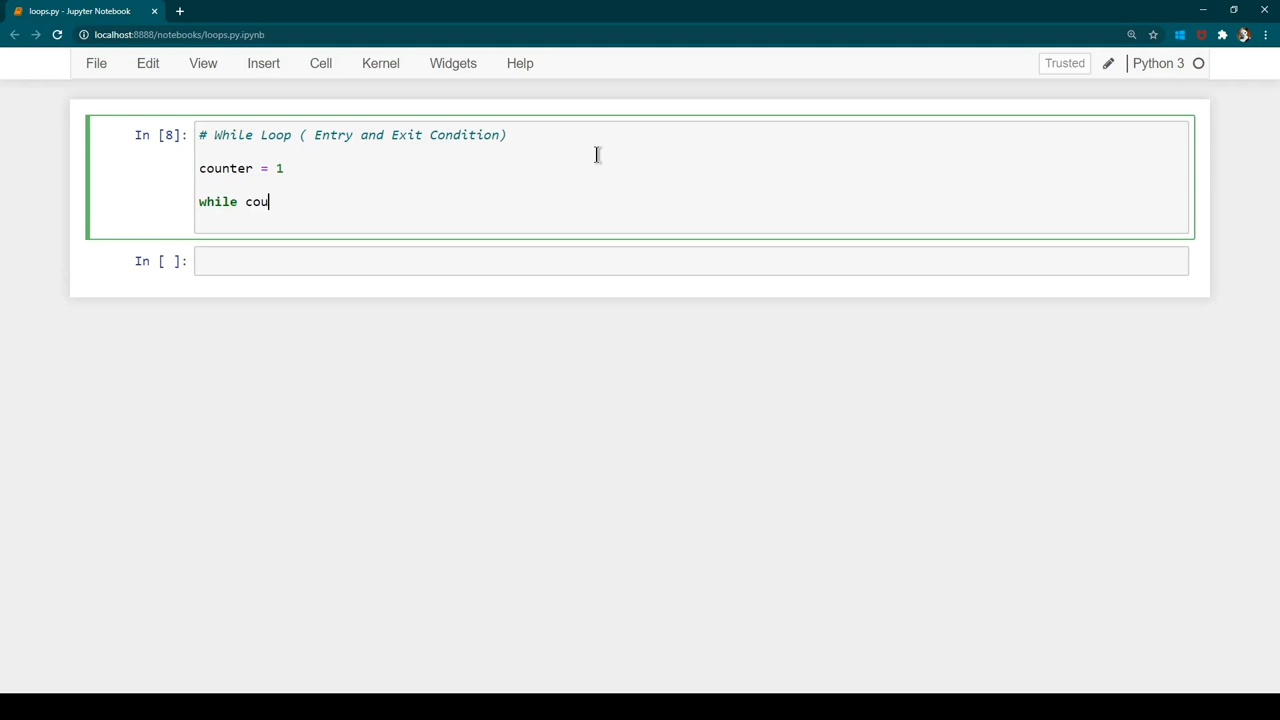 loops.py - Jupyter Notebook
localhost:8888/notebooks/loops.py.ipynb
File Edit View Insert Cell Kernel Widgets Help Trusted Python 3
In [8]: # While Loop ( Entry and Exit Condition)
counter = 1
while cou
In [ ]: